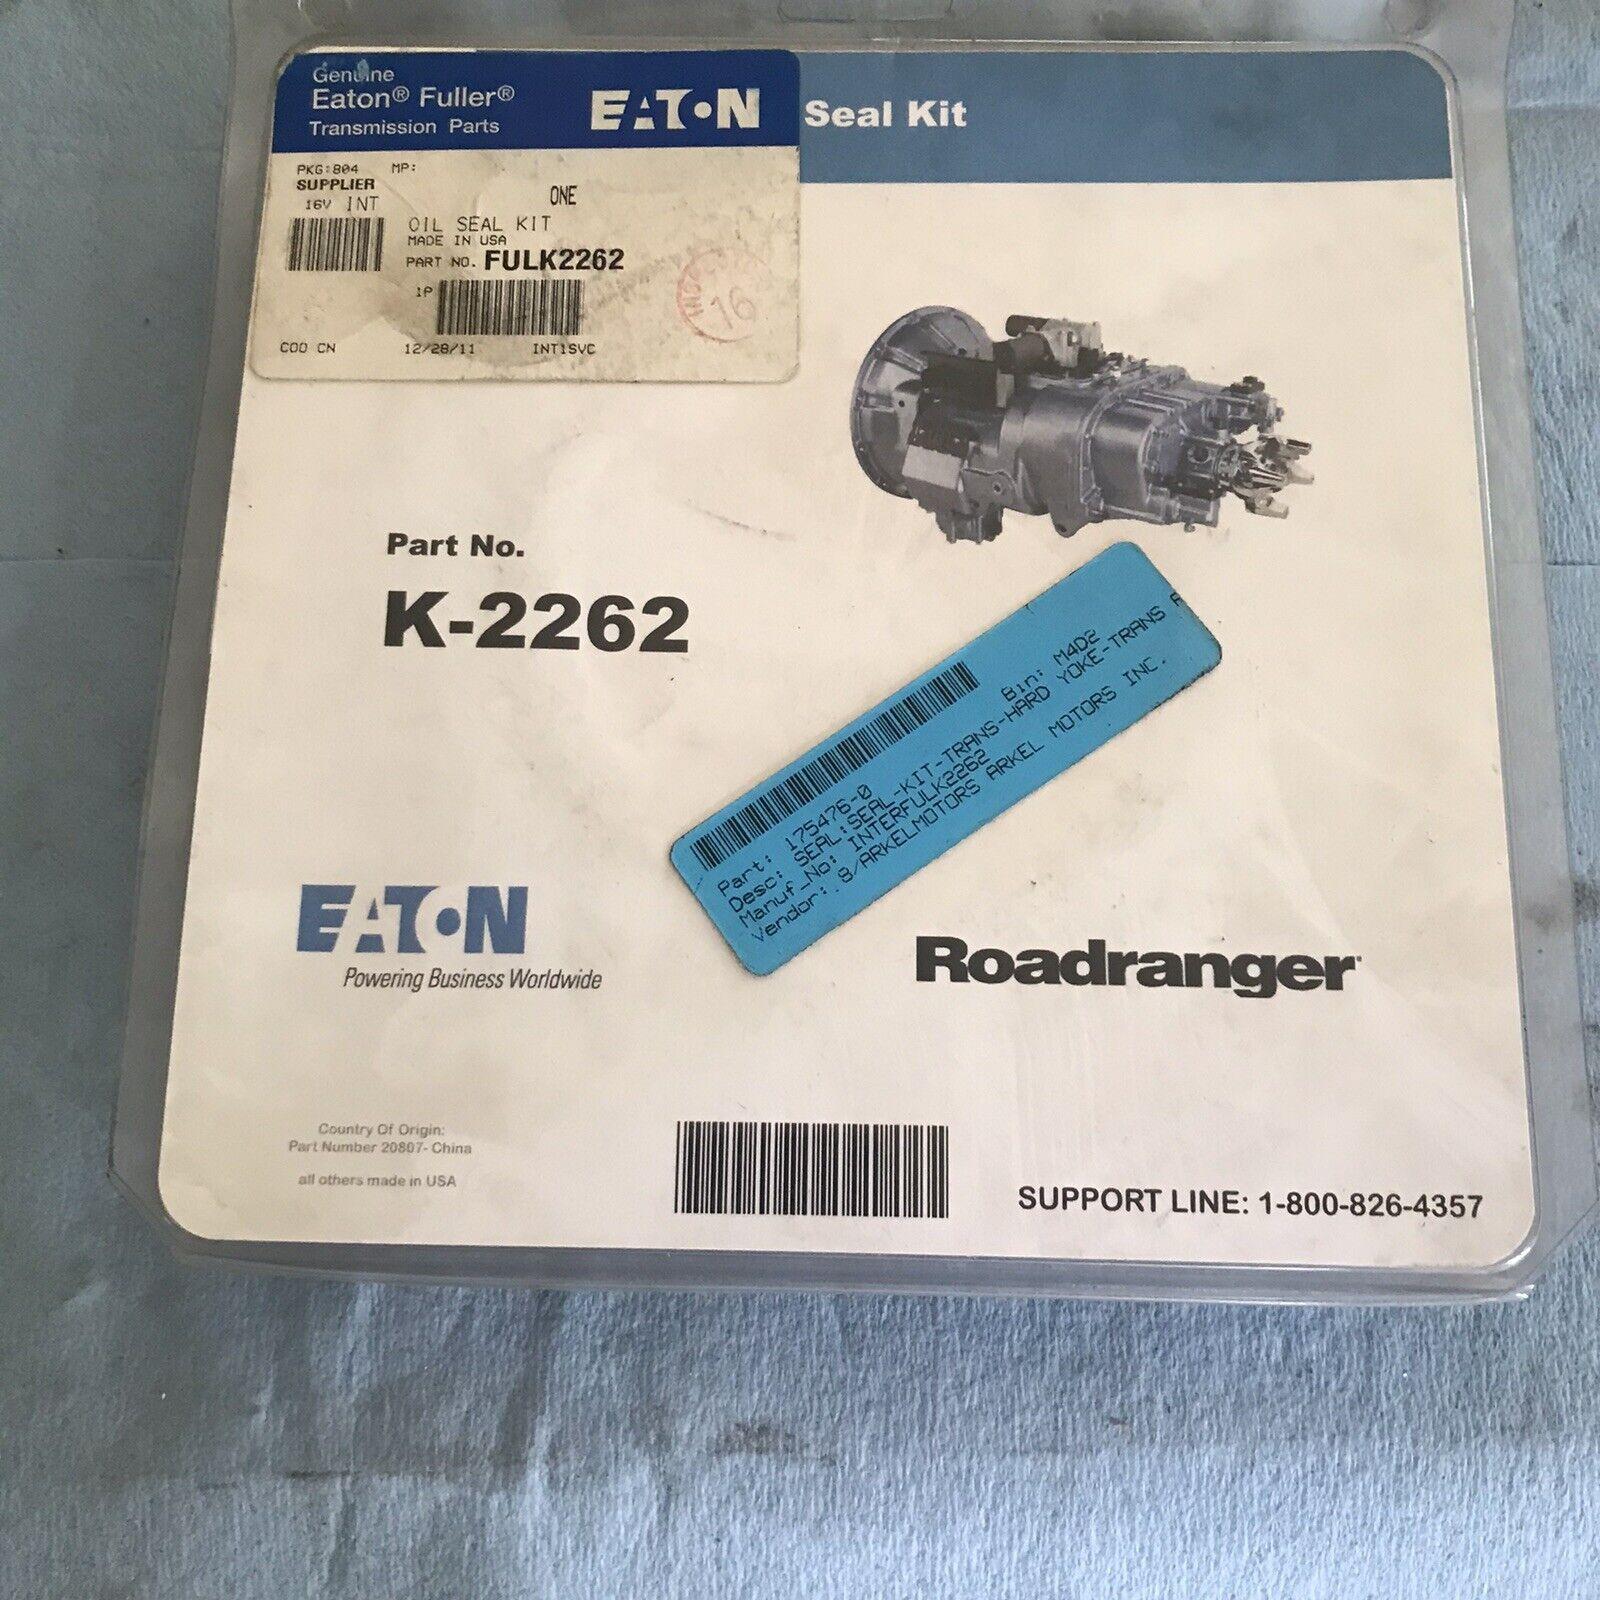 Genuine
Eaton® Fuller®
Transmission Parts
EATON
Seal Kit
PKG:804 MP:
SUPPLIER
16V INT
ONE
OIL SEAL KIT
MADE IN USA
PART NO. FULK2262
1P
16
COO CN 12/28/11 INT1SVC
Part No.
K-2262
Bin: M4D2
Part: 175476-0
Desc: SEAL:SEAL-KIT-TRANS-HARD YOKE-TRANS
Manuf_No: INTERFULK2262
Vendor: 8/ARKELMOTORS ARKEL MOTORS INC.
EATON
Powering Business Worldwide
Roadranger
Country Of Origin:
Part Number 20807- China
all others made in USA
SUPPORT LINE: 1-800-826-4357